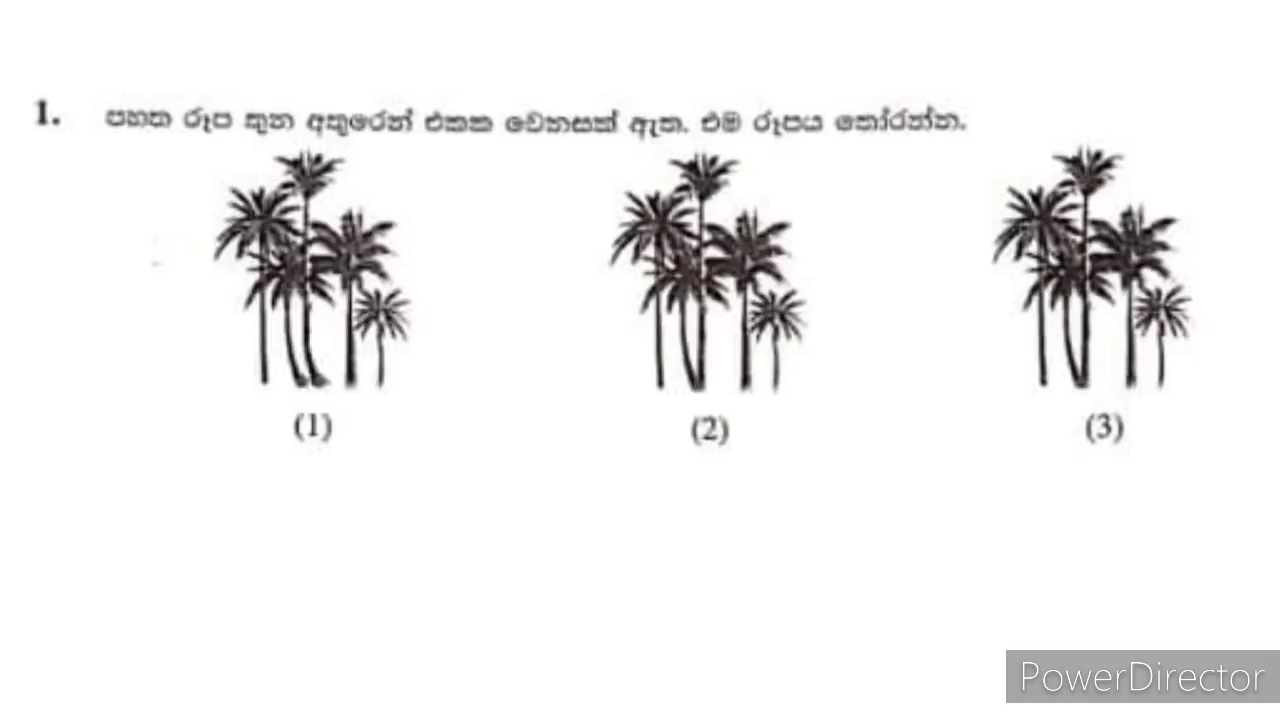 1. පහත රූප තුන අතුරෙන් එකක වෙනසක් ඇත. එම රූපය තෝරන්න.
(1) (2) (3)
PowerDirector